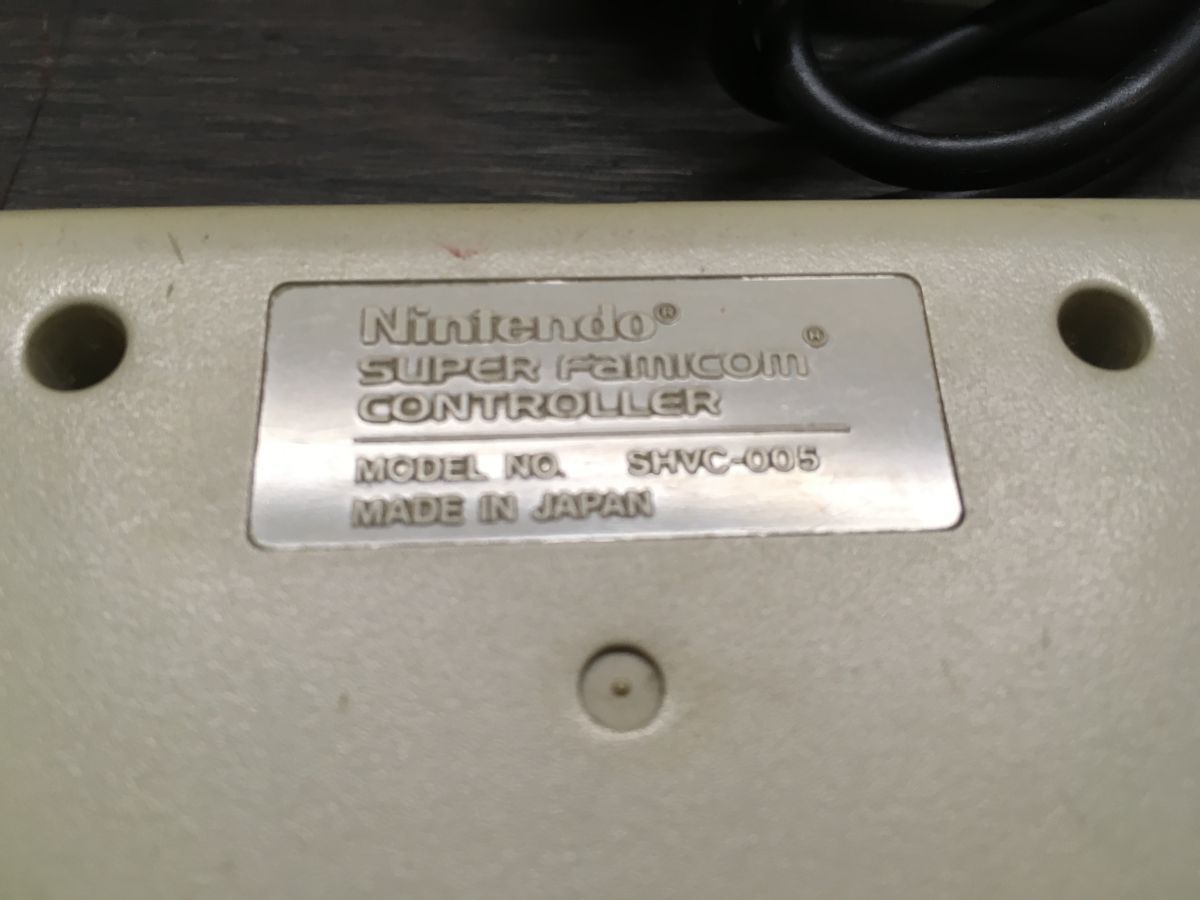 Nintendo®
SUPER Famicom®
CONTROLLER
MODEL NO. SHVC-005
MADE IN JAPAN